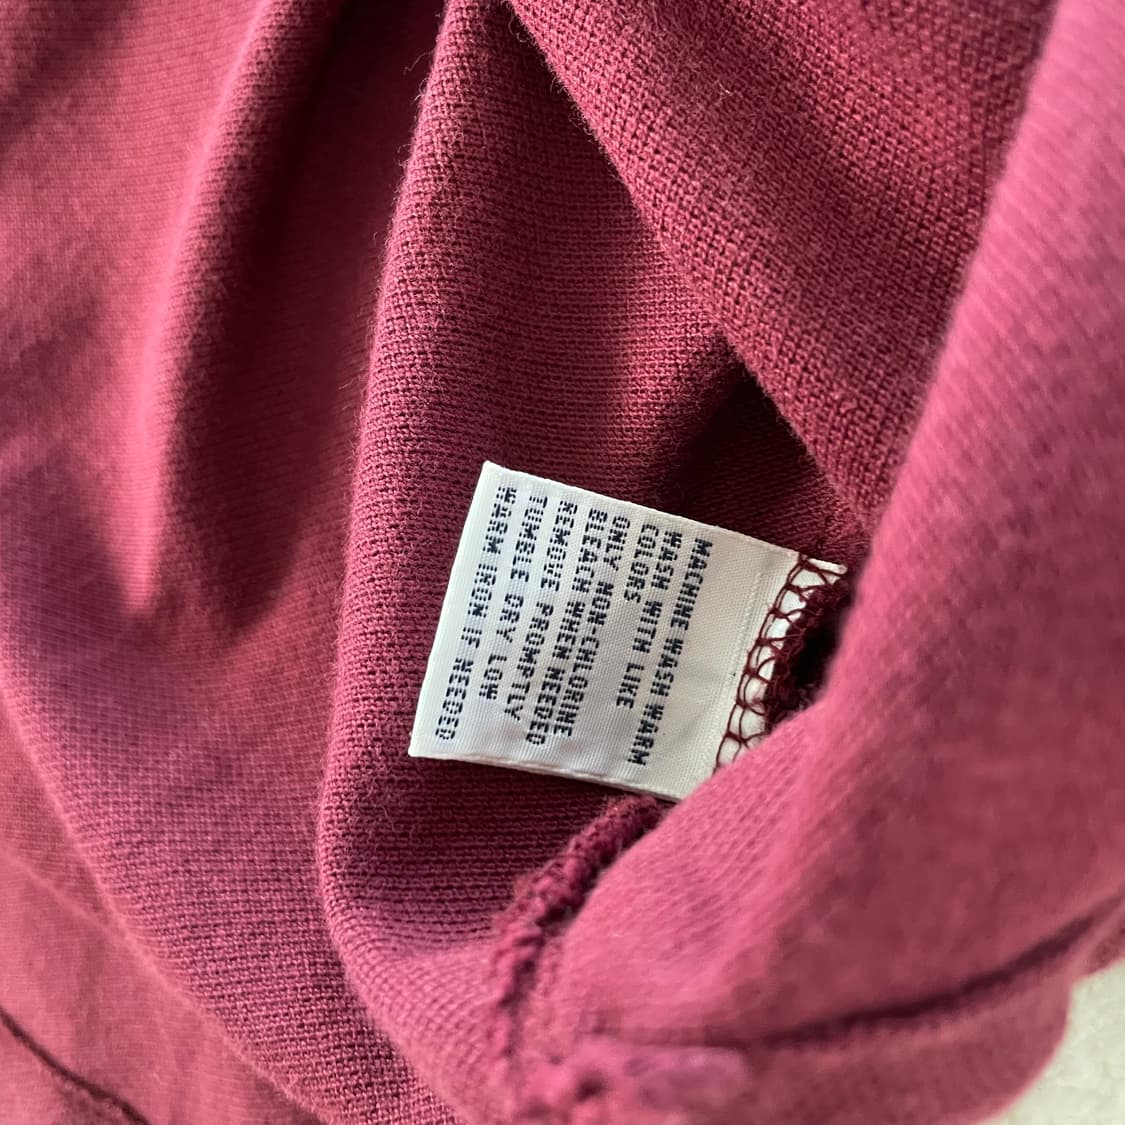 MACHINE WASH WARM
WASH WITH LIKE
COLORS
ONLY NON-CHLORINE
BLEACH WHEN NEEDED
REMOVE PROMPTLY
TUMBLE DRY LOW
WARM IRON IF NEEDED